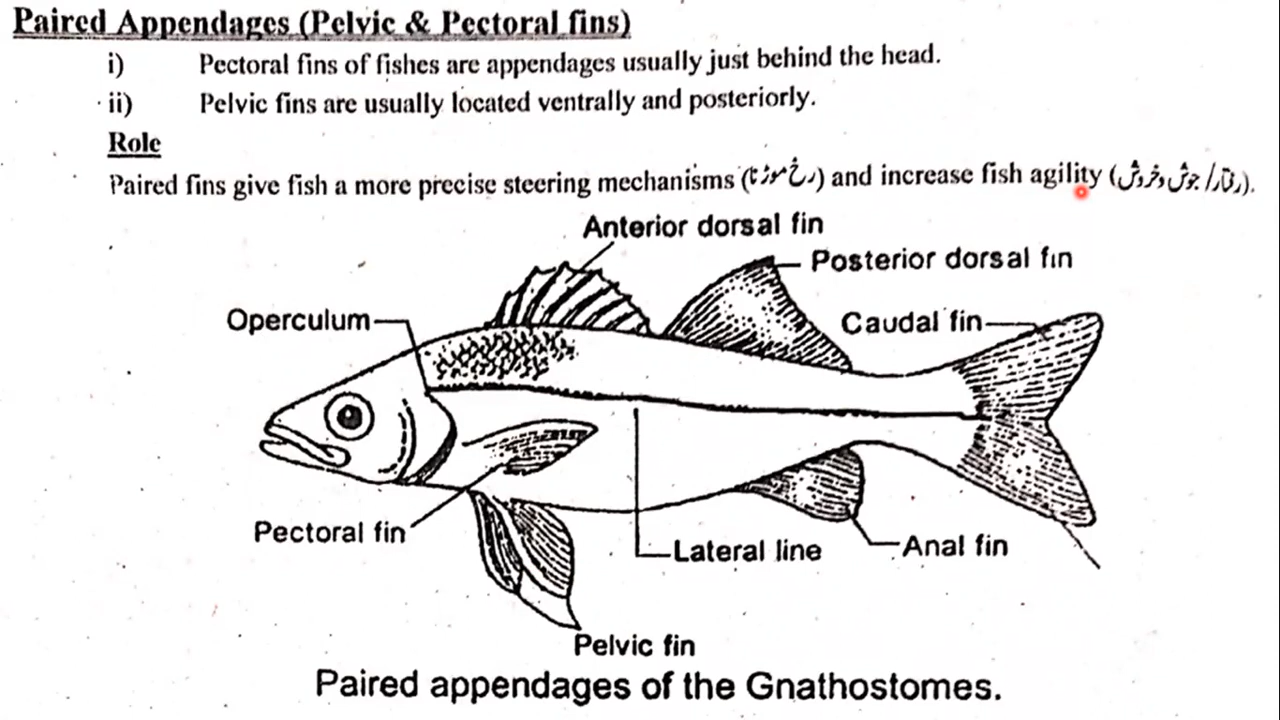 Paired Appendages (Pelvic & Pectoral fins)
i) Pectoral fins of fishes are appendages usually just behind the head.
ii) Pelvic fins are usually located ventrally and posteriorly.
Role
Paired fins give fish a more precise steering mechanisms (رخ موڑنا) and increase fish agility (رفتار/ جوش وخروش).
Anterior dorsal fin
Posterior dorsal fin
Operculum
Caudal fin
Pectoral fin
Lateral line
Anal fin
Pelvic fin
Paired appendages of the Gnathostomes.